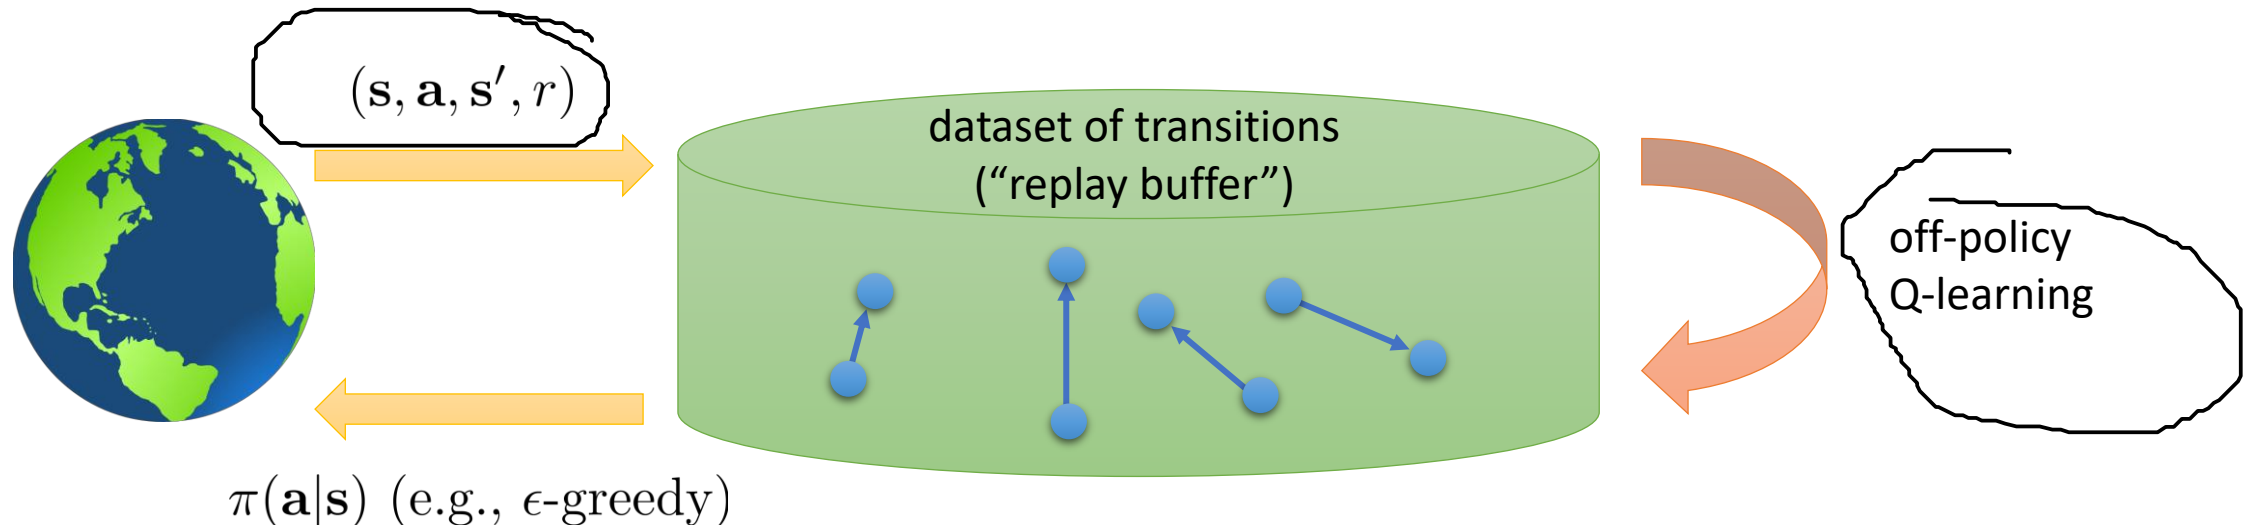 (s, a, s′, r)
dataset of transitions
(“replay buffer”)
off-policy
Q-learning
π(a|s) (e.g., ϵ-greedy)